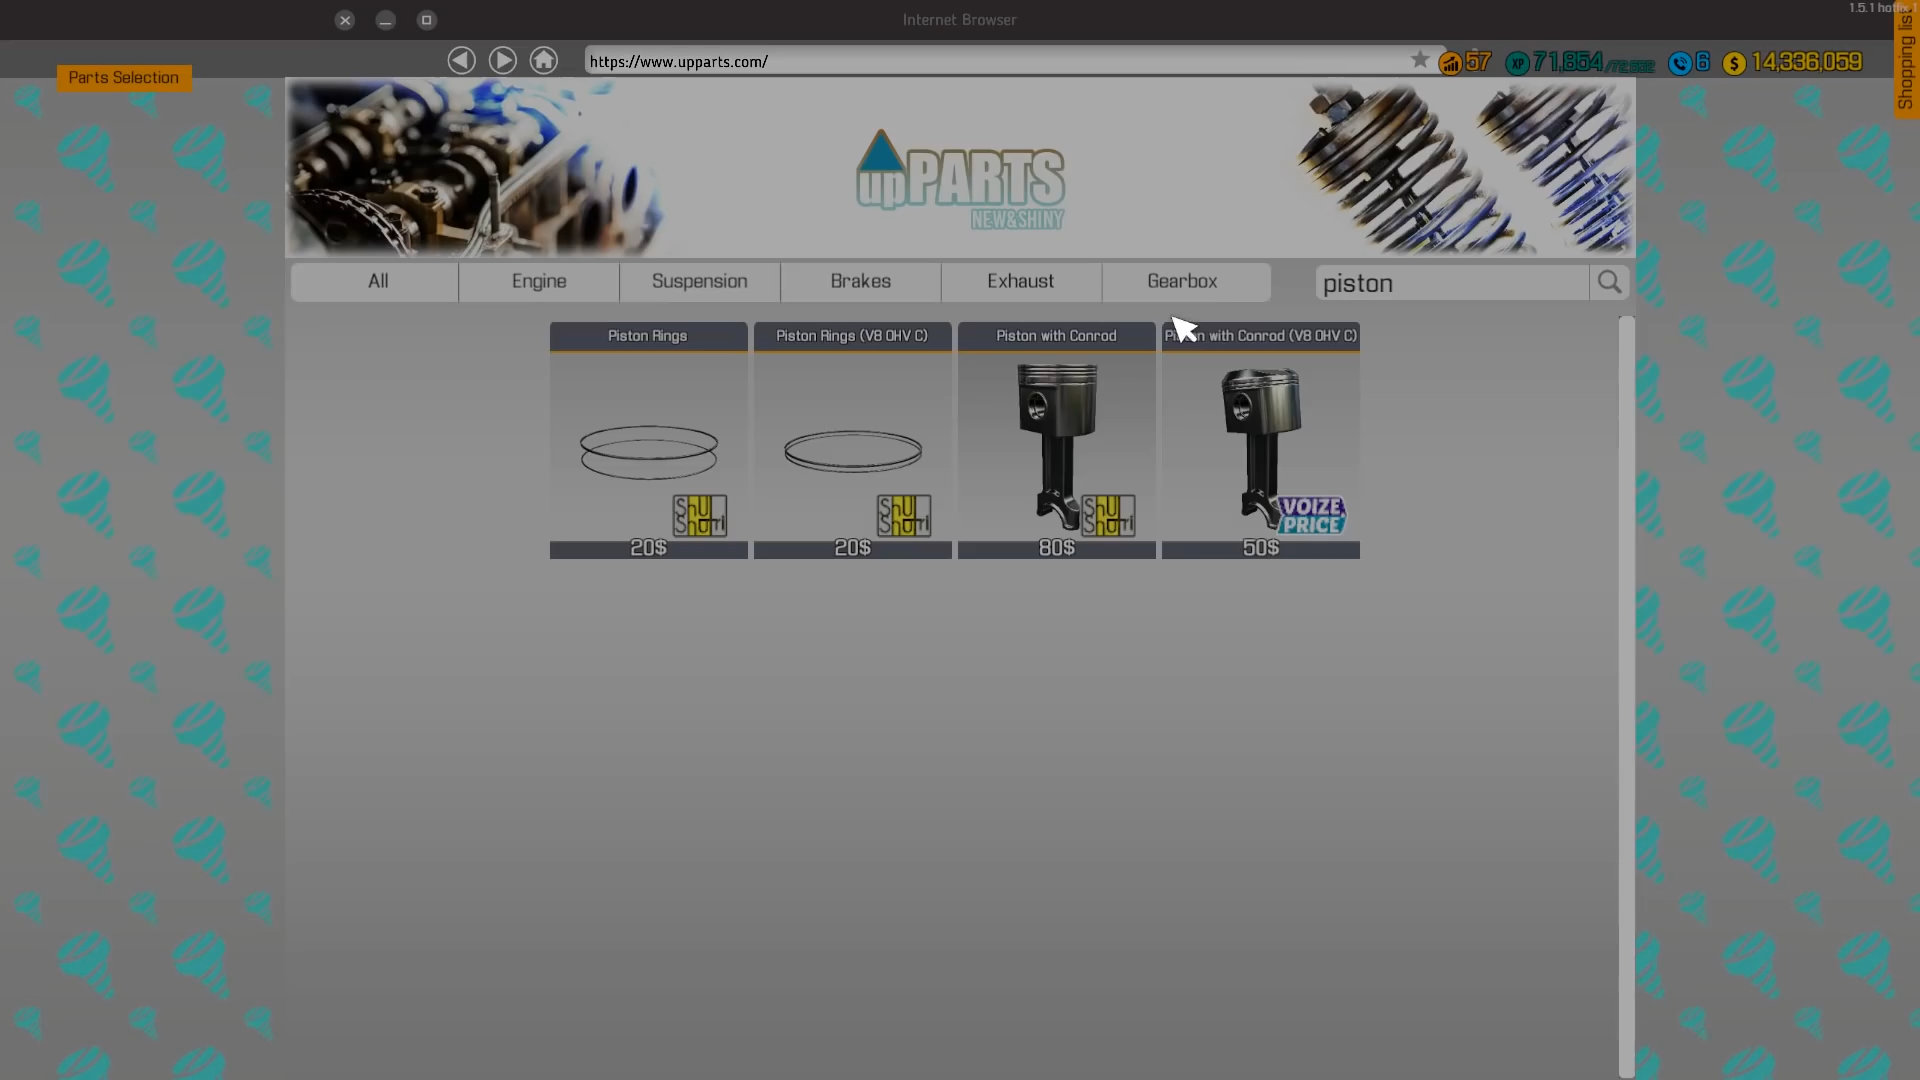 1.5.1 hotfix 1
Internet Browser
https://www.upparts.com/
57
XP
71,854
6
$
14,336,059
Shopping list
Parts Selection
upPARTS
NEW&SHINY
All
Engine
Suspension
Brakes
Exhaust
Gearbox
piston
Piston Rings
Piston Rings (V8 OHV C)
Piston with Conrod
with Conrod (V8 OHV C)
VOIZE
PRICE
20$
20$
80$
50$